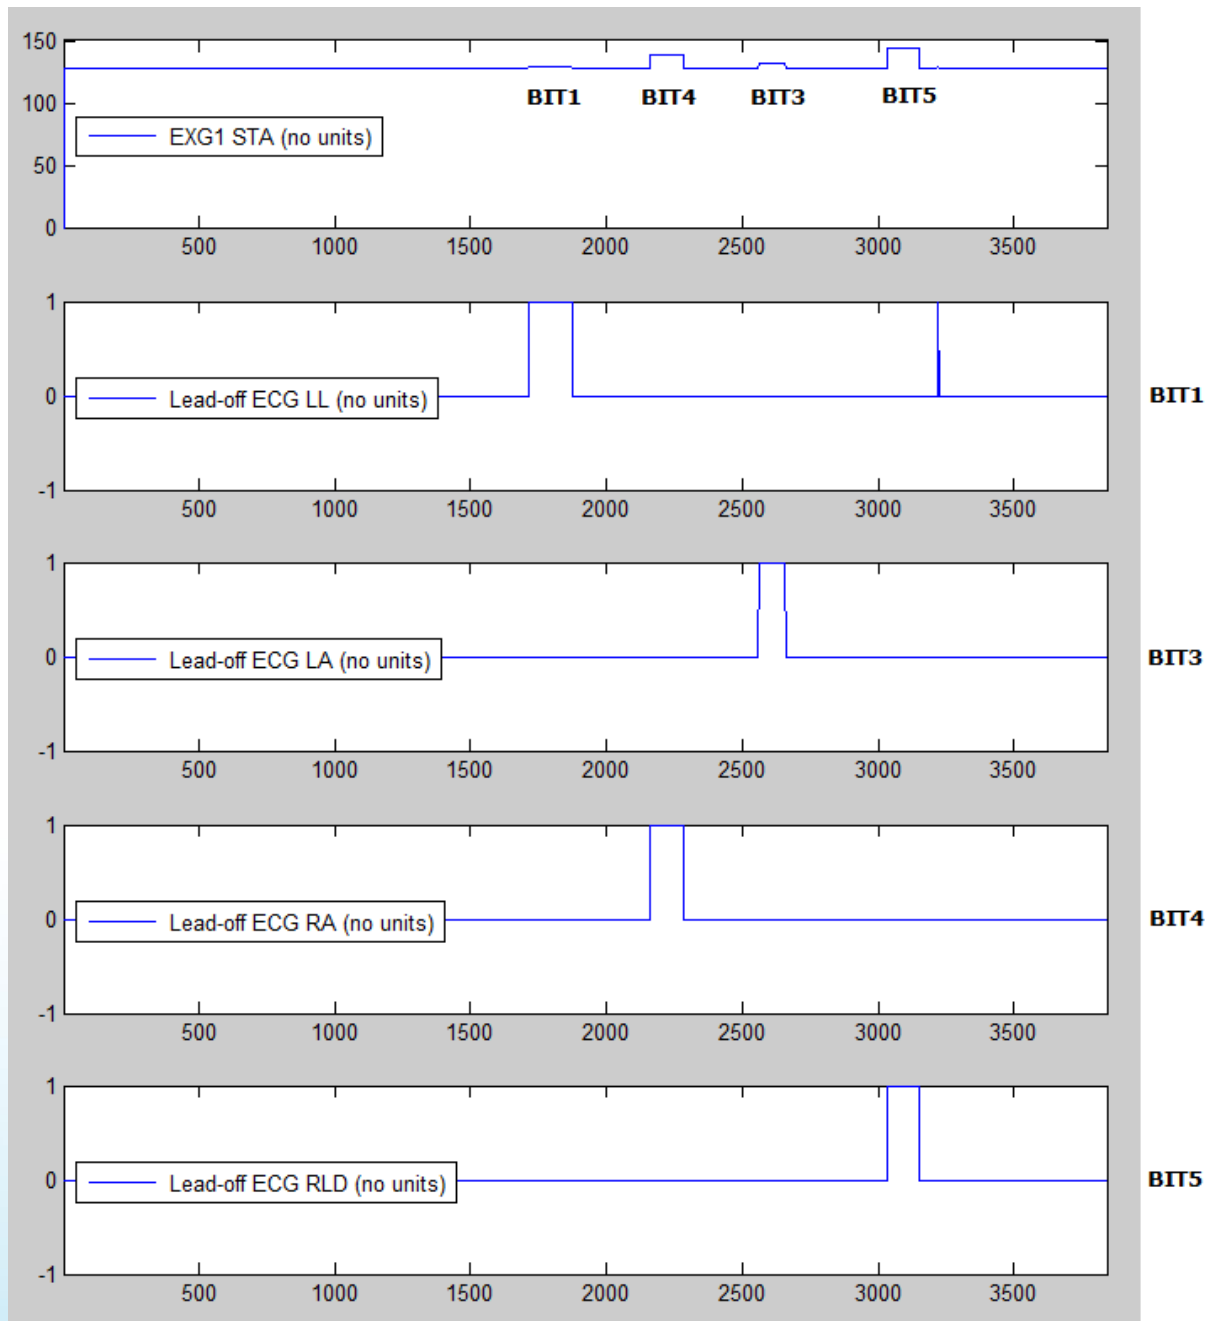 150
100
50
0
BIT1 BIT4 BIT3 BIT5
EXG1 STA (no units)
500 1000 1500 2000 2500 3000 3500
1
0
-1
Lead-off ECG LL (no units)
BIT1
500 1000 1500 2000 2500 3000 3500
1
0
-1
Lead-off ECG LA (no units)
BIT3
500 1000 1500 2000 2500 3000 3500
1
0
-1
Lead-off ECG RA (no units)
BIT4
500 1000 1500 2000 2500 3000 3500
1
0
-1
Lead-off ECG RLD (no units)
BIT5
500 1000 1500 2000 2500 3000 3500